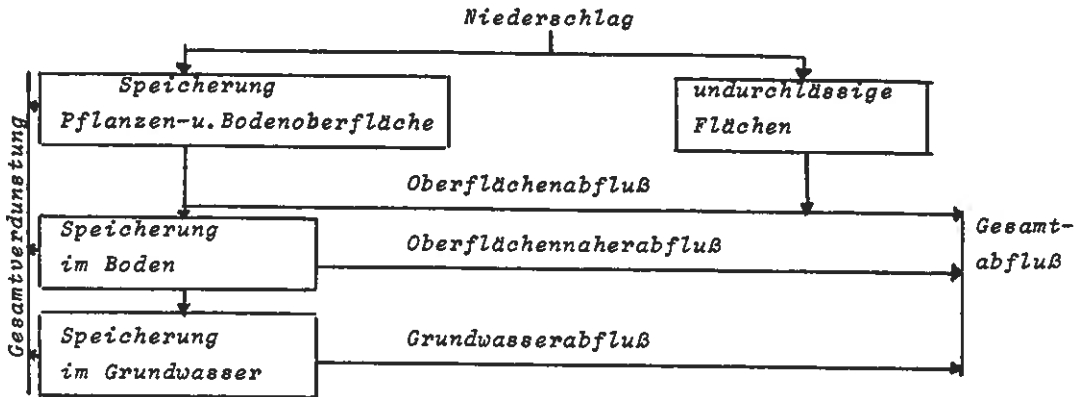 Niederschlag
Speicherung
Pflanzen-u.Bodenoberfläche
undurchlässige
Flächen
Oberflächenabfluß
Speicherung
im Boden
Oberflächennaherabfluß
Gesamt-
abfluß
Speicherung
im Grundwasser
Grundwasserabfluß
Gesamtverdunstung